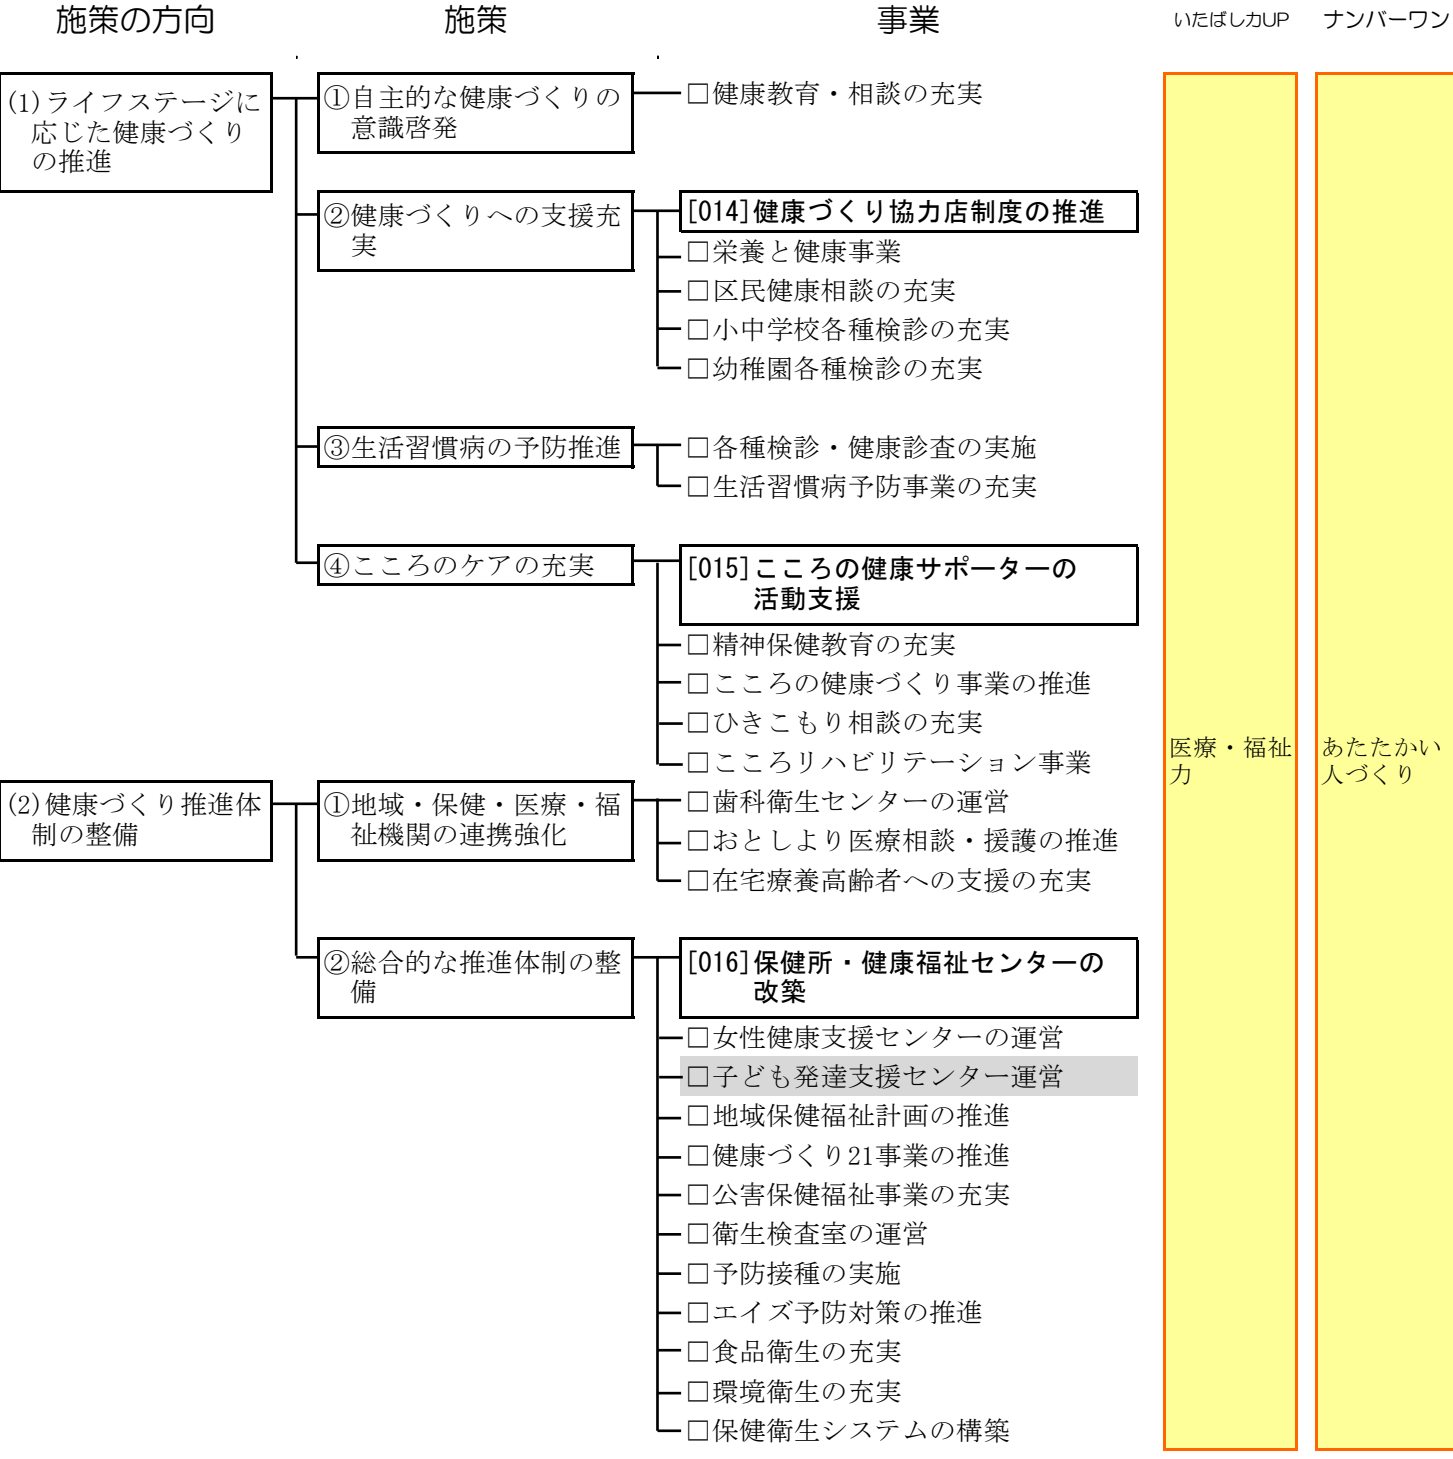 施策の方向
施策
事業
いたばし力UP
ナンバーワン
(1)ライフステージに
応じた健康づくり
の推進
①自主的な健康づくりの
意識啓発
□健康教育・相談の充実
②健康づくりへの支援充
実
[014]健康づくり協力店制度の推進
□栄養と健康事業
□区民健康相談の充実
□小中学校各種検診の充実
□幼稚園各種検診の充実
③生活習慣病の予防推進
□各種検診・健康診査の実施
□生活習慣病予防事業の充実
④こころのケアの充実
[015]こころの健康サポーターの
活動支援
□精神保健教育の充実
□こころの健康づくり事業の推進
□ひきこもり相談の充実
□こころリハビリテーション事業
(2)健康づくり推進体
制の整備
①地域・保健・医療・福
祉機関の連携強化
□歯科衛生センターの運営
□おとしより医療相談・援護の推進
□在宅療養高齢者への支援の充実
②総合的な推進体制の整
備
[016]保健所・健康福祉センターの
改築
□女性健康支援センターの運営
□子ども発達支援センター運営
□地域保健福祉計画の推進
□健康づくり21事業の推進
□公害保健福祉事業の充実
□衛生検査室の運営
□予防接種の実施
□エイズ予防対策の推進
□食品衛生の充実
□環境衛生の充実
□保健衛生システムの構築
医療・福祉
力
あたたかい
人づくり